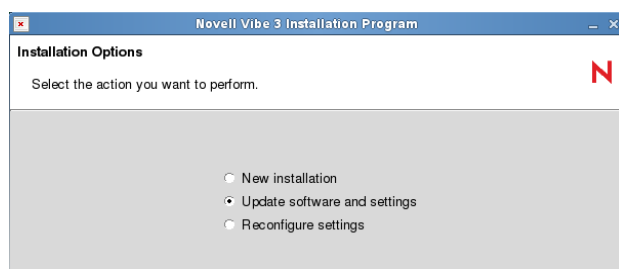 Novell Vibe 3 Installation Program
Installation Options
Select the action you want to perform.
N
New installation
Update software and settings
Reconfigure settings